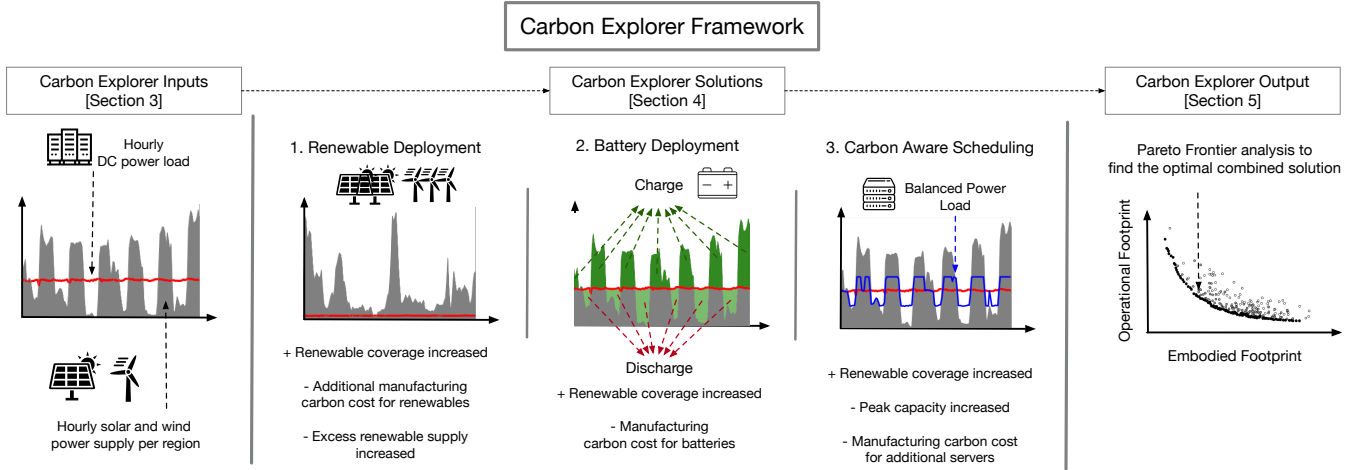 Carbon Explorer Framework
Carbon Explorer Inputs
[Section 3]
Carbon Explorer Solutions
[Section 4]
Carbon Explorer Output
[Section 5]
Hourly
DC power load
Hourly solar and wind
power supply per region
1. Renewable Deployment
+ Renewable coverage increased
- Additional manufacturing
carbon cost for renewables
- Excess renewable supply
increased
2. Battery Deployment
Charge
Discharge
+ Renewable coverage increased
- Manufacturing
carbon cost for batteries
3. Carbon Aware Scheduling
Balanced Power
Load
+ Renewable coverage increased
- Peak capacity increased
- Manufacturing carbon cost
for additional servers
Pareto Frontier analysis to
find the optimal combined solution
Operational Footprint
Embodied Footprint